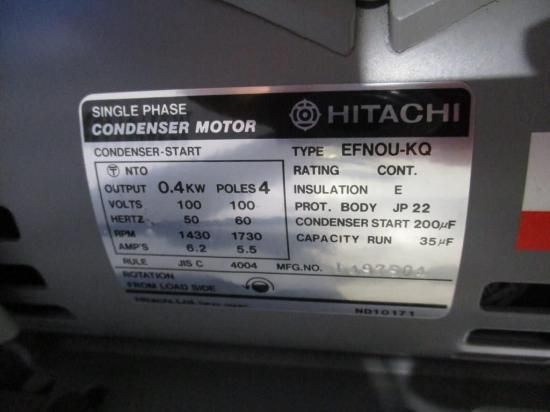 SINGLE PHASE
CONDENSER MOTOR
HITACHI
CONDENSER-START
TYPE EFNOU-KQ
NTO
RATING CONT.
OUTPUT 0.4KW POLES 4
INSULATION E
VOLTS 100 100
PROT. BODY JP 22
HERTZ 50 60
CONDENSER START 200μF
RPM 1430 1730
CAPACITY RUN 35μF
AMP'S 6.2 5.5
RULE JIS C 4004
MFG.NO.
ROTATION
FROM LOAD SIDE
ND10171